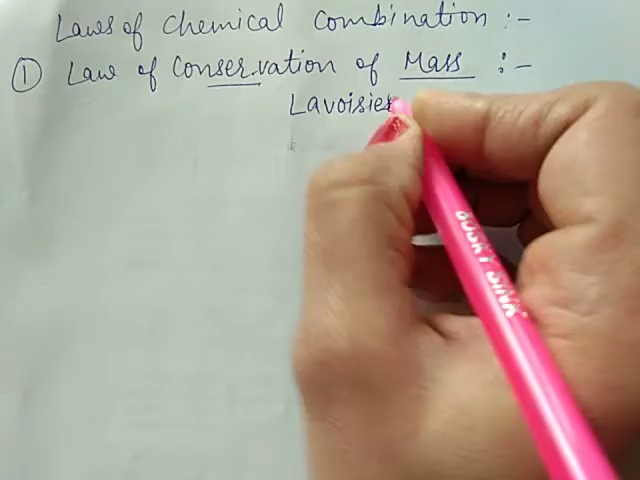 Laws of Chemical Combination :-
① Law of Conservation of Mass :-
Lavoisier